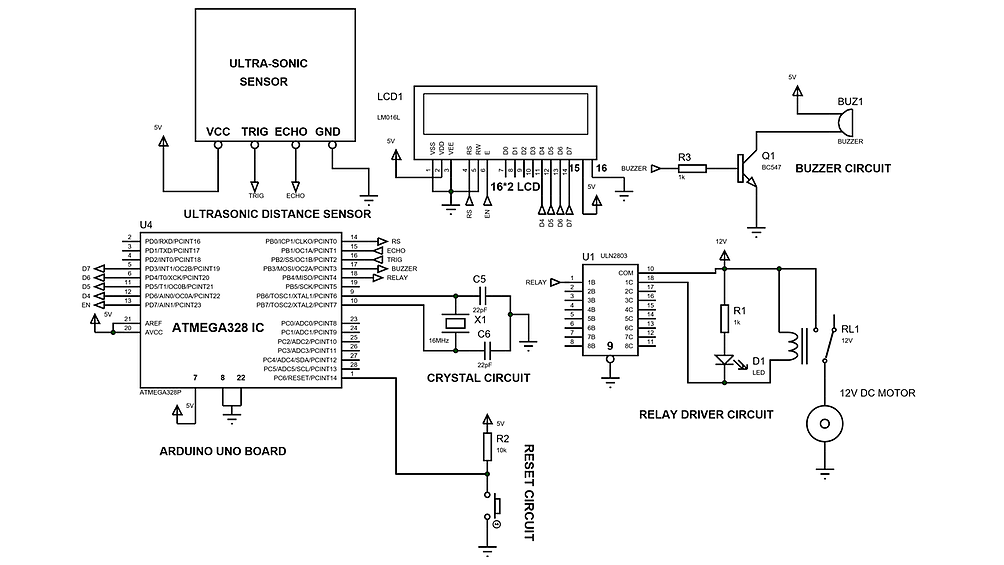 ULTRA-SONIC
SENSOR
VCC TRIG ECHO GND
5V
TRIG
ECHO
ULTRASONIC DISTANCE SENSOR
LCD1
LM016L
5V
VSS VDD VEE RS RW E D0 D1 D2 D3 D4 D5 D6 D7
1 2 3 4 5 6 7 8 9 10 11 12 13 14 15 16
16*2 LCD
5V
RS EN D4 D5 D6 D7
5V
BUZ1
BUZZER
BUZZER
R3
1k
Q1
BC547
BUZZER CIRCUIT
U4
2 PD0/RXD/PCINT16 PB0/ICP1/CLKO/PCINT0 14 RS
3 PD1/TXD/PCINT17 PB1/OC1A/PCINT1 15 ECHO
4 PD2/INT0/PCINT18 PB2/SS/OC1B/PCINT2 16 TRIG
D7 5 PD3/INT1/OC2B/PCINT19 PB3/MOSI/OC2A/PCINT3 17 BUZZER
D6 6 PD4/T0/XCK/PCINT20 PB4/MISO/PCINT4 18 RELAY
D5 11 PD5/T1/OC0B/PCINT21 PB5/SCK/PCINT5 19
D4 12 PD6/AIN0/OC0A/PCINT22 PB6/TOSC1/XTAL1/PCINT6 9
EN 13 PD7/AIN1/PCINT23 PB7/TOSC2/XTAL2/PCINT7 10
5V
21 AREF PC0/ADC0/PCINT8 23
20 AVCC PC1/ADC1/PCINT9 24
ATMEGA328 IC
PC2/ADC2/PCINT10 25
PC3/ADC3/PCINT11 26
PC4/ADC4/SDA/PCINT12 27
PC5/ADC5/SCL/PCINT13 28
PC6/RESET/PCINT14 1
7 8 22
ATMEGA328P
5V
ARDUINO UNO BOARD
C5
22pF
X1
16MHz
C6
22pF
CRYSTAL CIRCUIT
5V
R2
10k
RESET CIRCUIT
U1
ULN2803
RELAY
1 1B COM 10
2 2B 1C 18
3 3B 2C 17
4 4B 3C 16
5 5B 4C 15
6 6B 5C 14
7 7B 6C 13
8 8B 7C 12
8C 11
9
12V
R1
1k
D1
LED
RL1
12V
12V DC MOTOR
RELAY DRIVER CIRCUIT